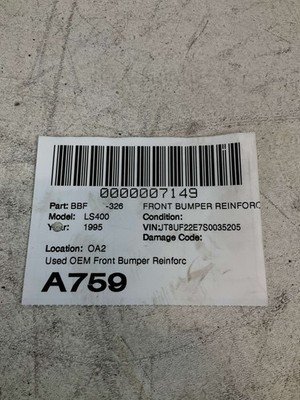 0000007149
Part: BBF -326 FRONT BUMPER REINFORC
Model: LS400 Condition:
Year: 1995 VIN:JT8UF22E7S0035205
Damage Code:
Location: OA2
Used OEM Front Bumper Reinforc
A759